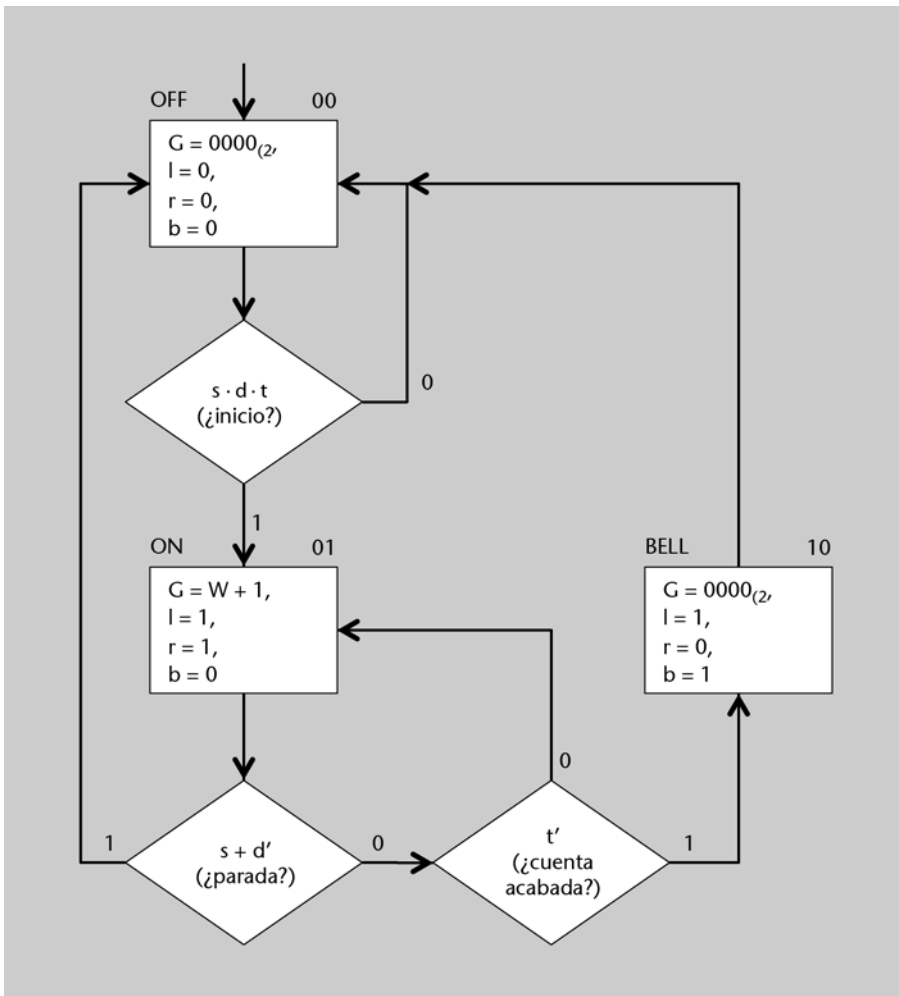 OFF 00
G = 0000(2,
l = 0,
r = 0,
b = 0
s · d · t
(¿inicio?)
0
1
ON 01
G = W + 1,
l = 1,
r = 1,
b = 0
BELL 10
G = 0000(2,
l = 1,
r = 0,
b = 1
1
s + d′
(¿parada?)
0
0
t′
(¿cuenta
acabada?)
1